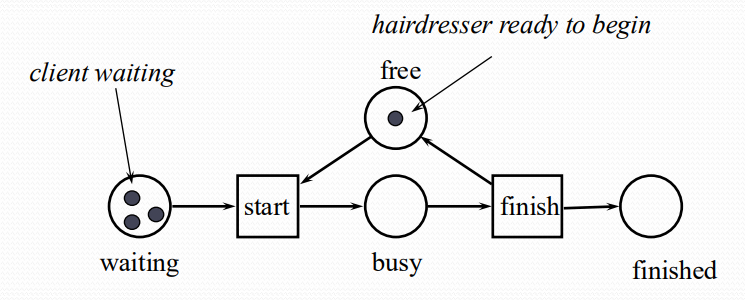 hairdresser ready to begin
client waiting
free
start
finish
waiting
busy
finished